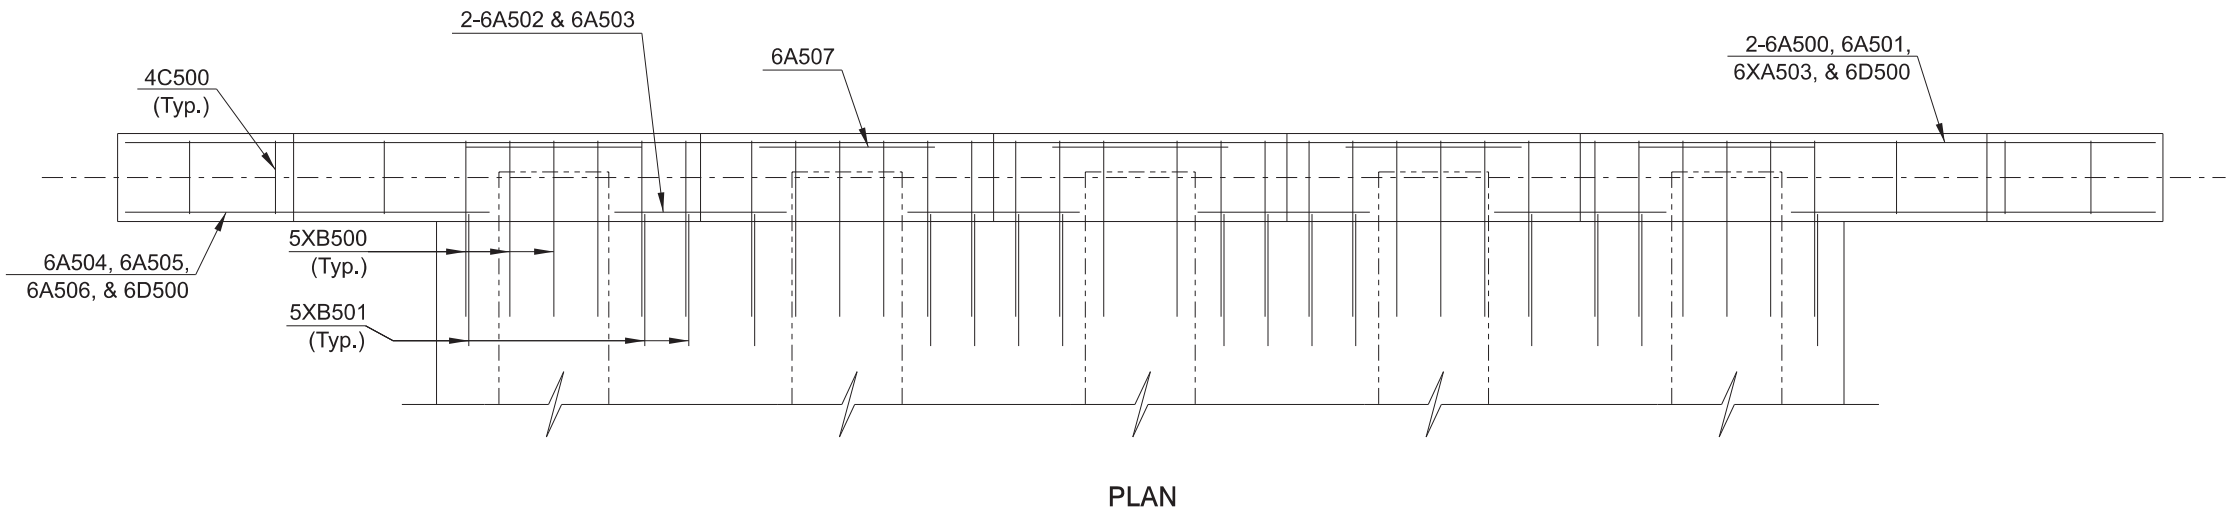 2-6A502 & 6A503
6A507
2-6A500, 6A501,
6XA503, & 6D500
4C500
(Typ.)
5XB500
(Typ.)
6A504, 6A505,
6A506, & 6D500
5XB501
(Typ.)
PLAN